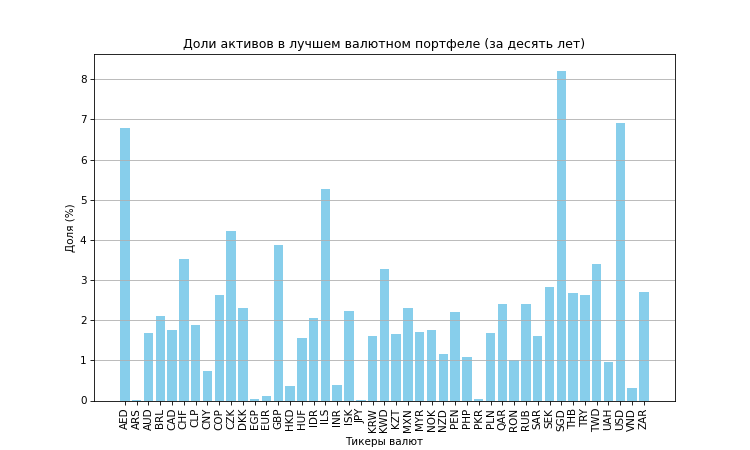 Доли активов в лучшем валютном портфеле (за десять лет)
Доля (%)
8
7
6
5
4
3
2
1
0
AED ARS AUD BRL CAD CHF CLP CNY COP CZK DKK EGP EUR GBP HKD HUF IDR ILS INR ISK JPY KRW KWD KZT MXN MYR NOK NZD PEN PHP PKR PLN QAR RON RUB SAR SEK SGD THB TRY TWD UAH USD VND ZAR
Тикеры валют